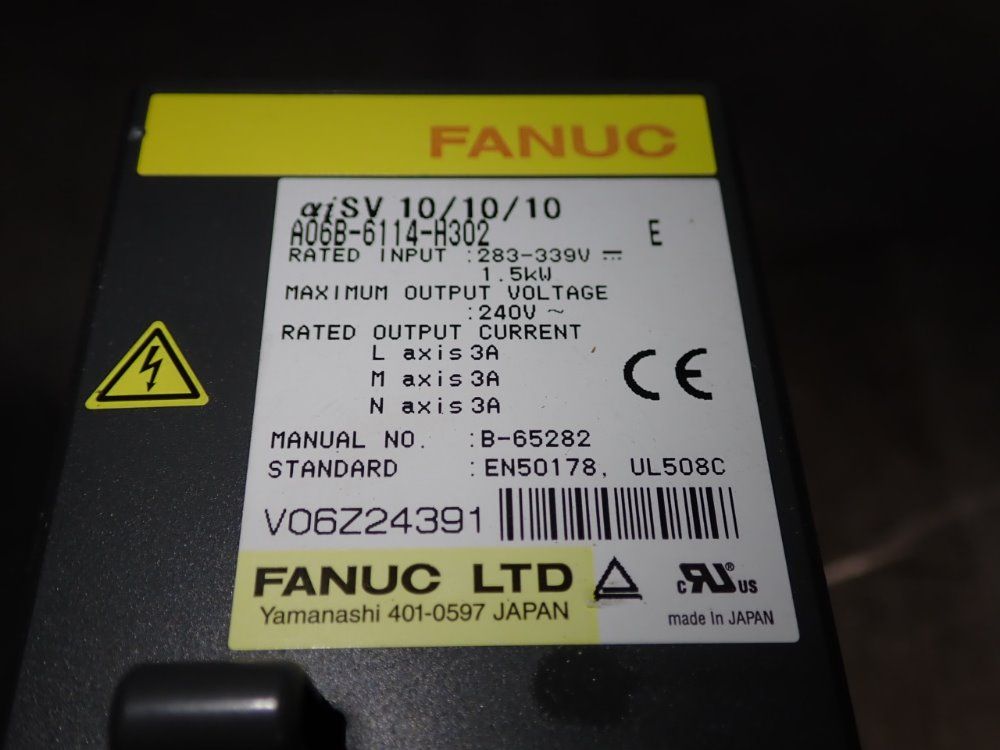 FANUC
αiSV 10/10/10
A06B-6114-H302 E
RATED INPUT :283-339V ⎓
1.5kW
MAXIMUM OUTPUT VOLTAGE
:240V ~
RATED OUTPUT CURRENT
L axis 3A
M axis 3A
N axis 3A
CE
MANUAL NO. :B-65282
STANDARD :EN50178, UL508C
V06Z24391
FANUC LTD
Yamanashi 401-0597 JAPAN
c RU ® US
made in JAPAN